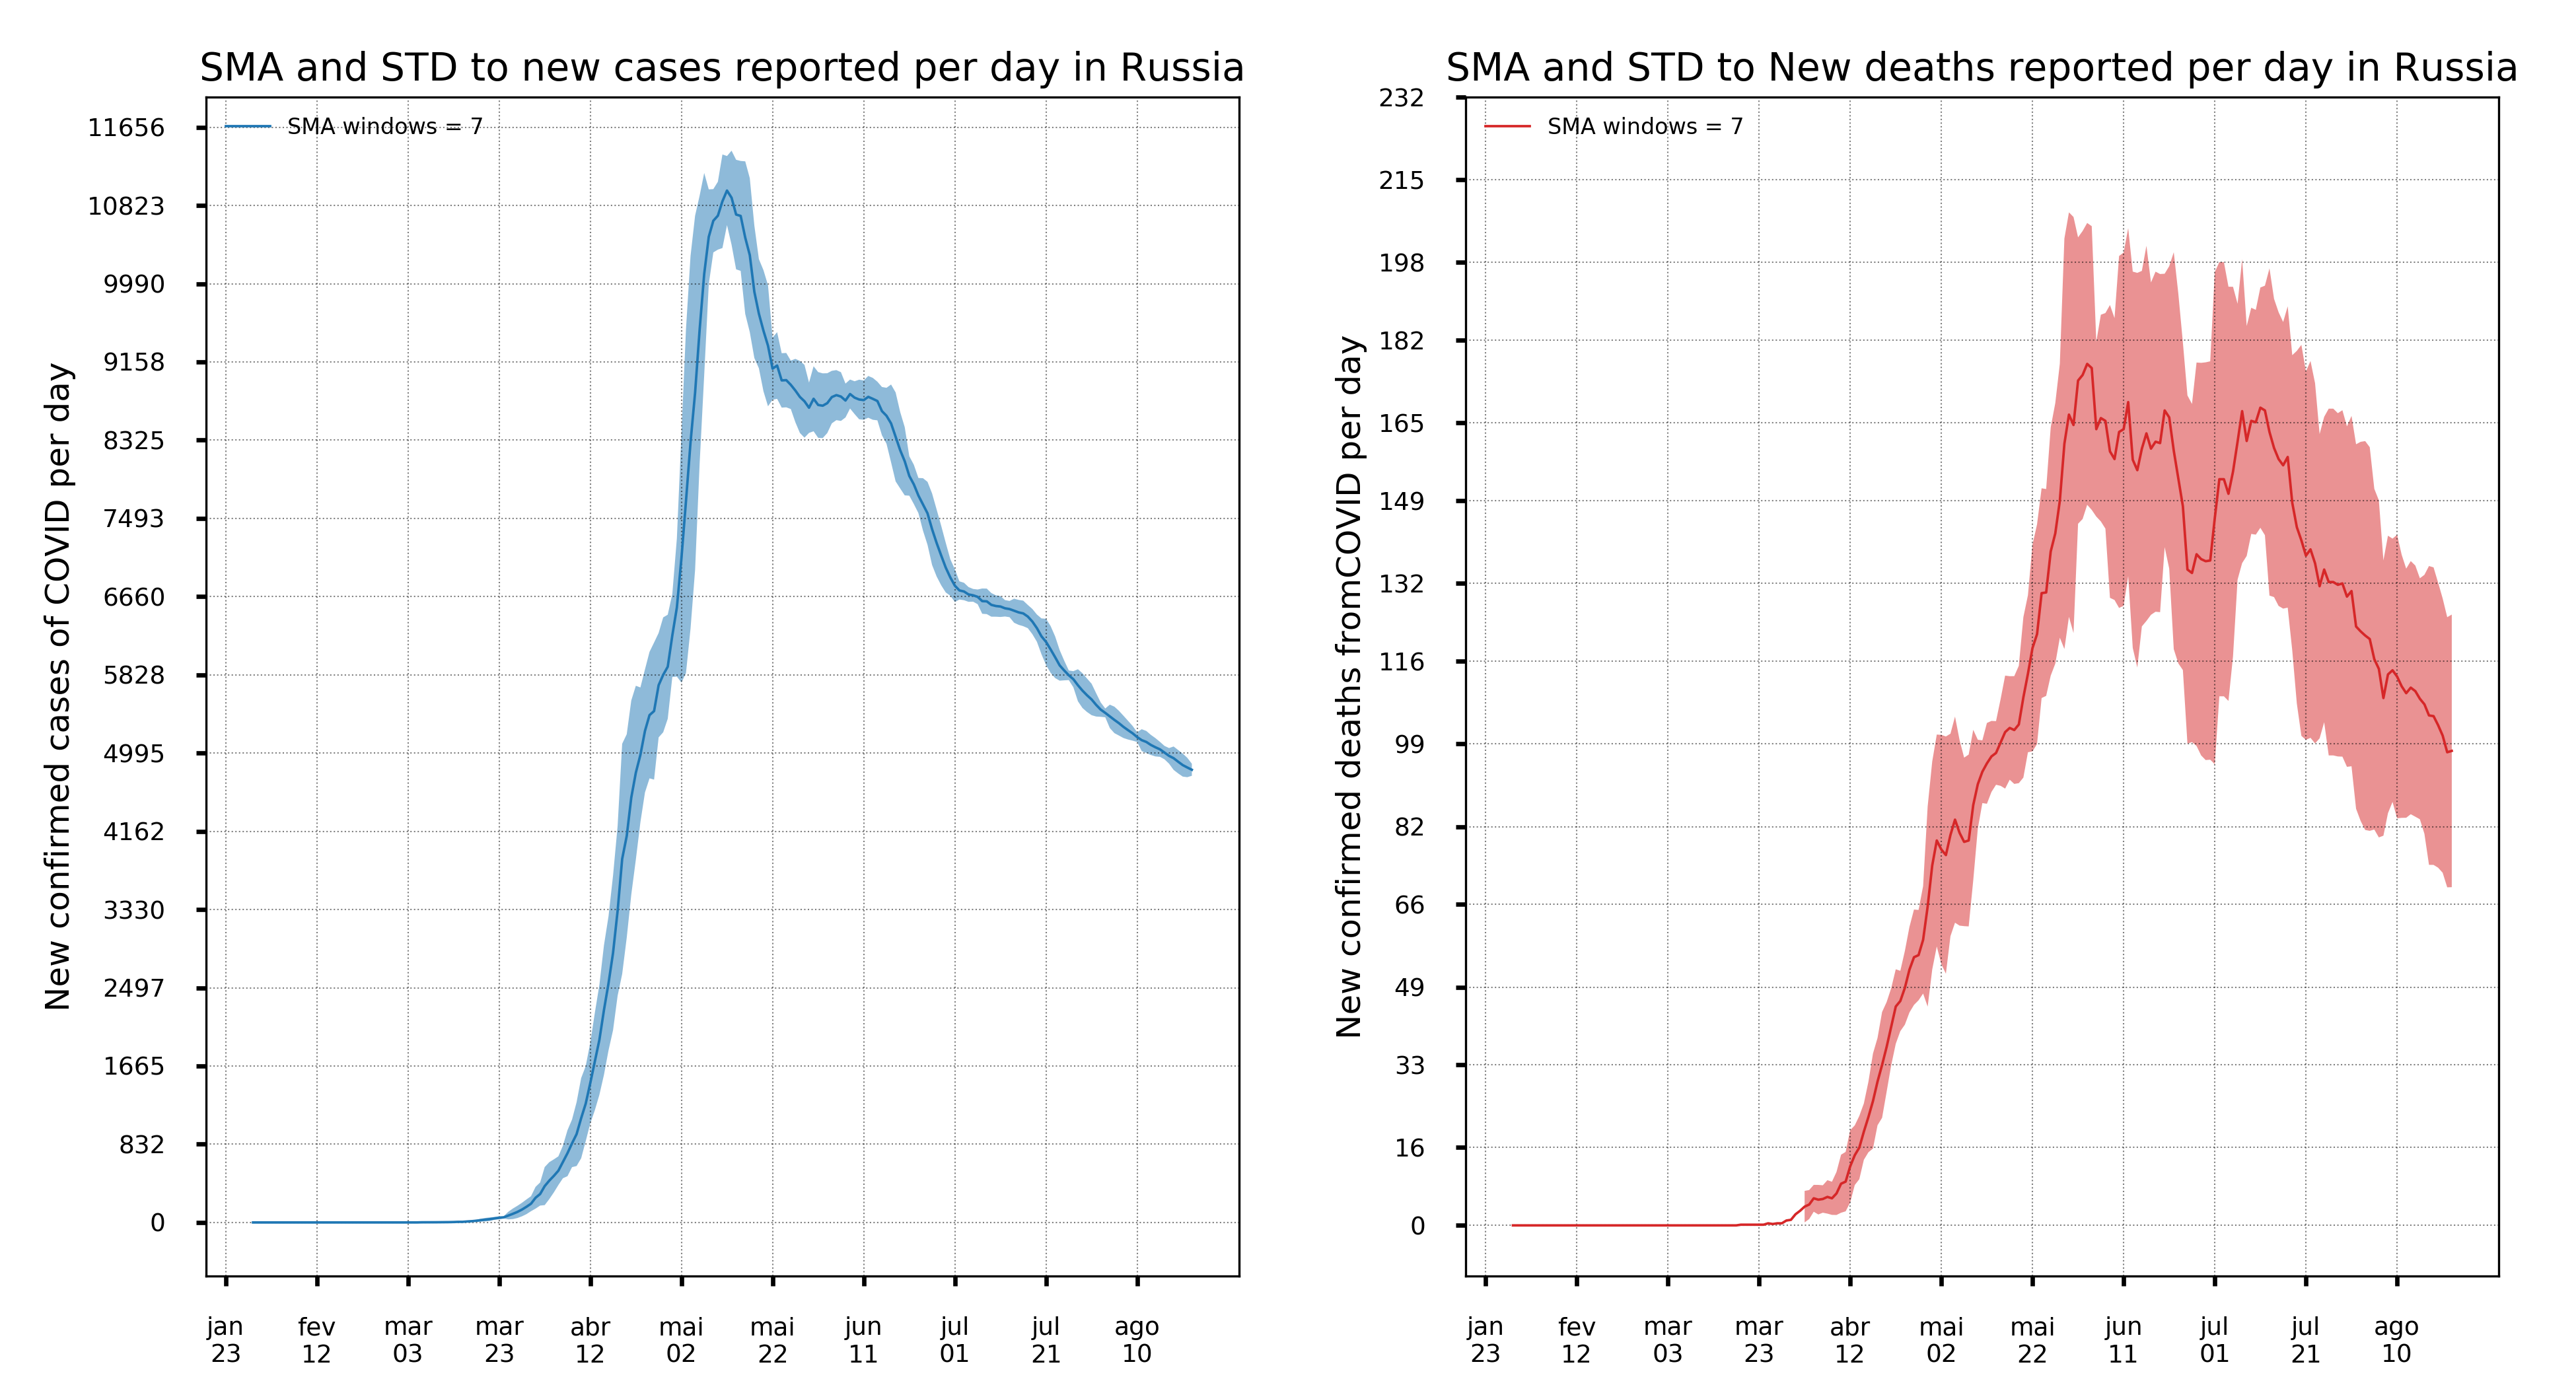 SMA and STD to new cases reported per day in Russia
SMA windows = 7
New confirmed cases of COVID per day
11656
10823
9990
9158
8325
7493
6660
5828
4995
4162
3330
2497
1665
832
0
jan 23
fev 12
mar 03
mar 23
abr 12
mai 02
mai 22
jun 11
jul 01
jul 21
ago 10
SMA and STD to New deaths reported per day in Russia
SMA windows = 7
New confirmed deaths fromCOVID per day
232
215
198
182
165
149
132
116
99
82
66
49
33
16
0
jan 23
fev 12
mar 03
mar 23
abr 12
mai 02
mai 22
jun 11
jul 01
jul 21
ago 10